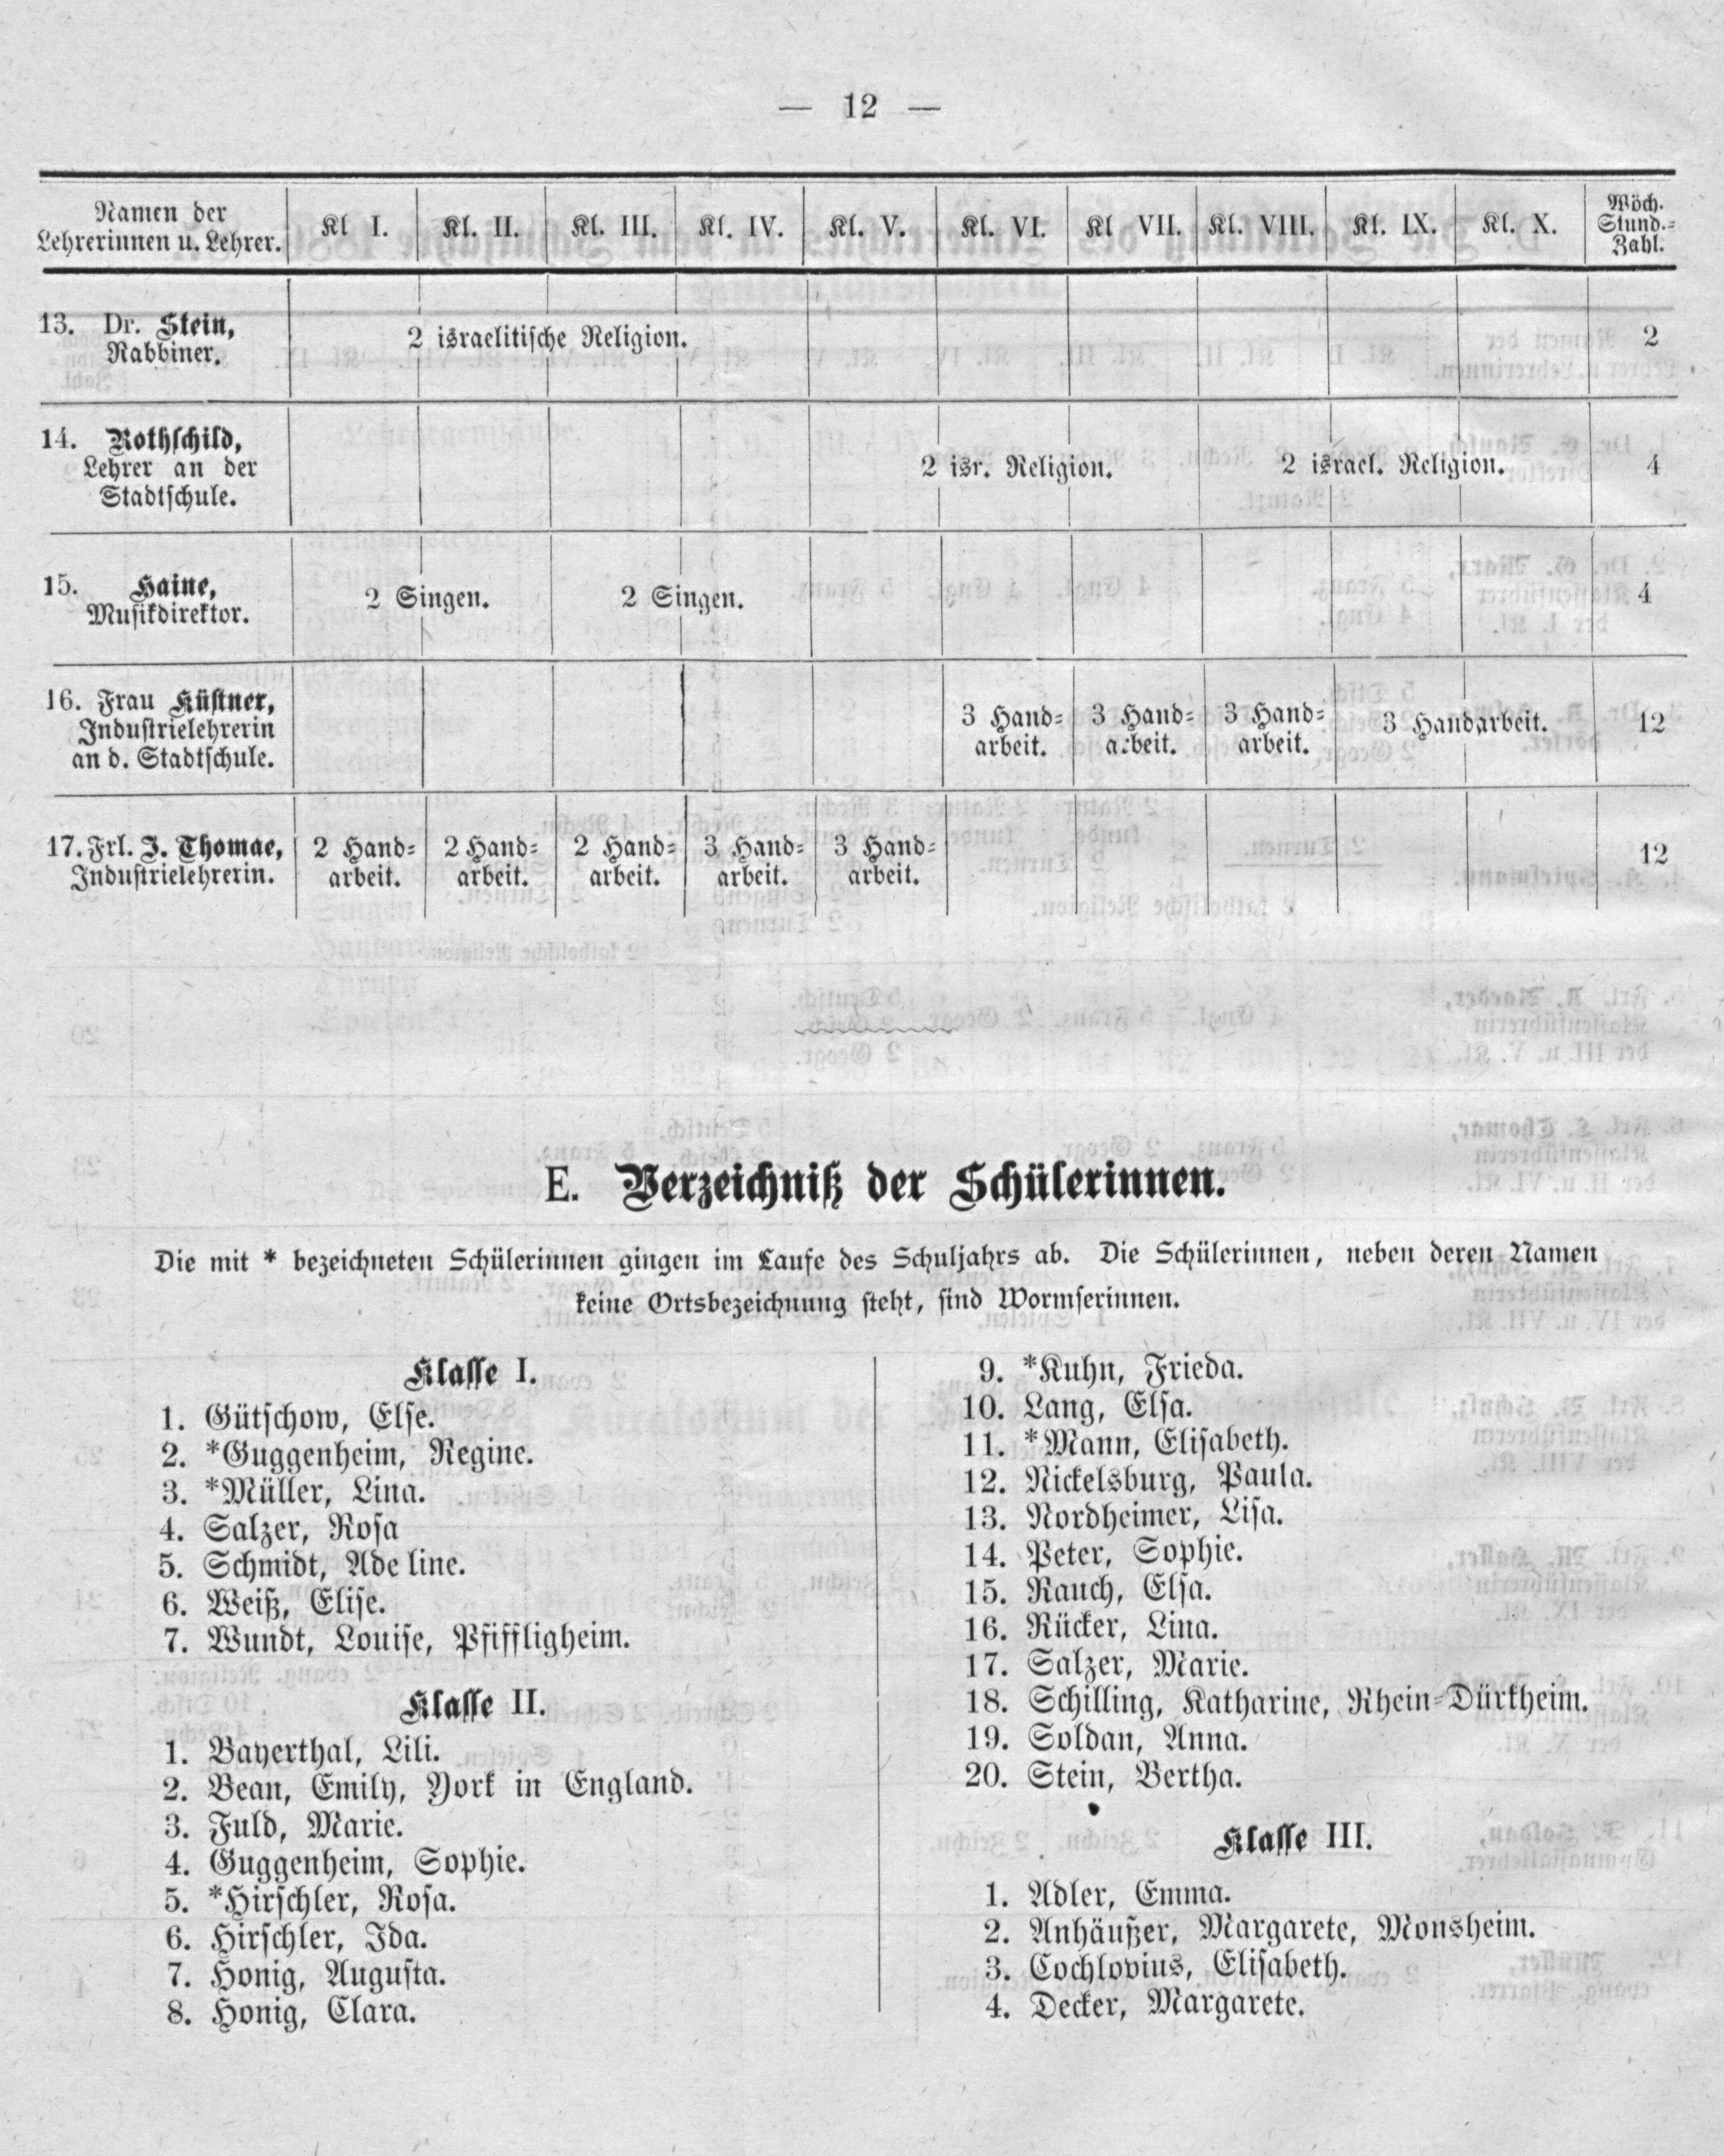 — 12 —
Namen der Lehrerinnen u. Lehrer. Kl I. Kl. II. Kl. III. Kl. IV. Kl. V. Kl. VI. Kl VII. Kl. VIII. Kl. IX. Kl. X. Wöch. Stund.-Zahl.
13. Dr. Stein,
Rabbiner.
2 israelitische Religion.
2
14. Rothschild,
Lehrer an der
Stadtschule.
2 isr. Religion.
2 israel. Religion.
4
15. Haine,
Musikdirektor.
2 Singen.
2 Singen.
4
16. Frau Küstner,
Industrielehrerin
an d. Stadtschule.
3 Hand-
arbeit.
3 Hand-
arbeit.
3 Hand-
arbeit.
3 Handarbeit.
12
17. Frl. J. Thomae,
Industrielehrerin.
2 Hand-
arbeit.
2 Hand-
arbeit.
2 Hand-
arbeit.
3 Hand-
arbeit.
3 Hand-
arbeit.
12
E. Verzeichniß der Schülerinnen.
Die mit * bezeichneten Schülerinnen gingen im Laufe des Schuljahrs ab. Die Schülerinnen, neben deren Namen
keine Ortsbezeichnung steht, sind Wormserinnen.
Klasse I.
1. Gütschow, Else.
2. *Guggenheim, Regine.
3. *Müller, Lina.
4. Salzer, Rosa
5. Schmidt, Adeline.
6. Weiß, Elise.
7. Wundt, Louise, Pfiffligheim.
Klasse II.
1. Bayerthal, Lili.
2. Bean, Emily, York in England.
3. Fuld, Marie.
4. Guggenheim, Sophie.
5. *Hirschler, Rosa.
6. Hirschler, Ida.
7. Honig, Augusta.
8. Honig, Clara.
9. *Kuhn, Frieda.
10. Lang, Elsa.
11. *Mann, Elisabeth.
12. Nickelsburg, Paula.
13. Nordheimer, Lisa.
14. Peter, Sophie.
15. Rauch, Elsa.
16. Rücker, Lina.
17. Salzer, Marie.
18. Schilling, Katharine, Rhein-Dürkheim.
19. Soldan, Anna.
20. Stein, Bertha.
Klasse III.
1. Adler, Emma.
2. Anhäußer, Margarete, Monsheim.
3. Cochlovius, Elisabeth.
4. Decker, Margarete.